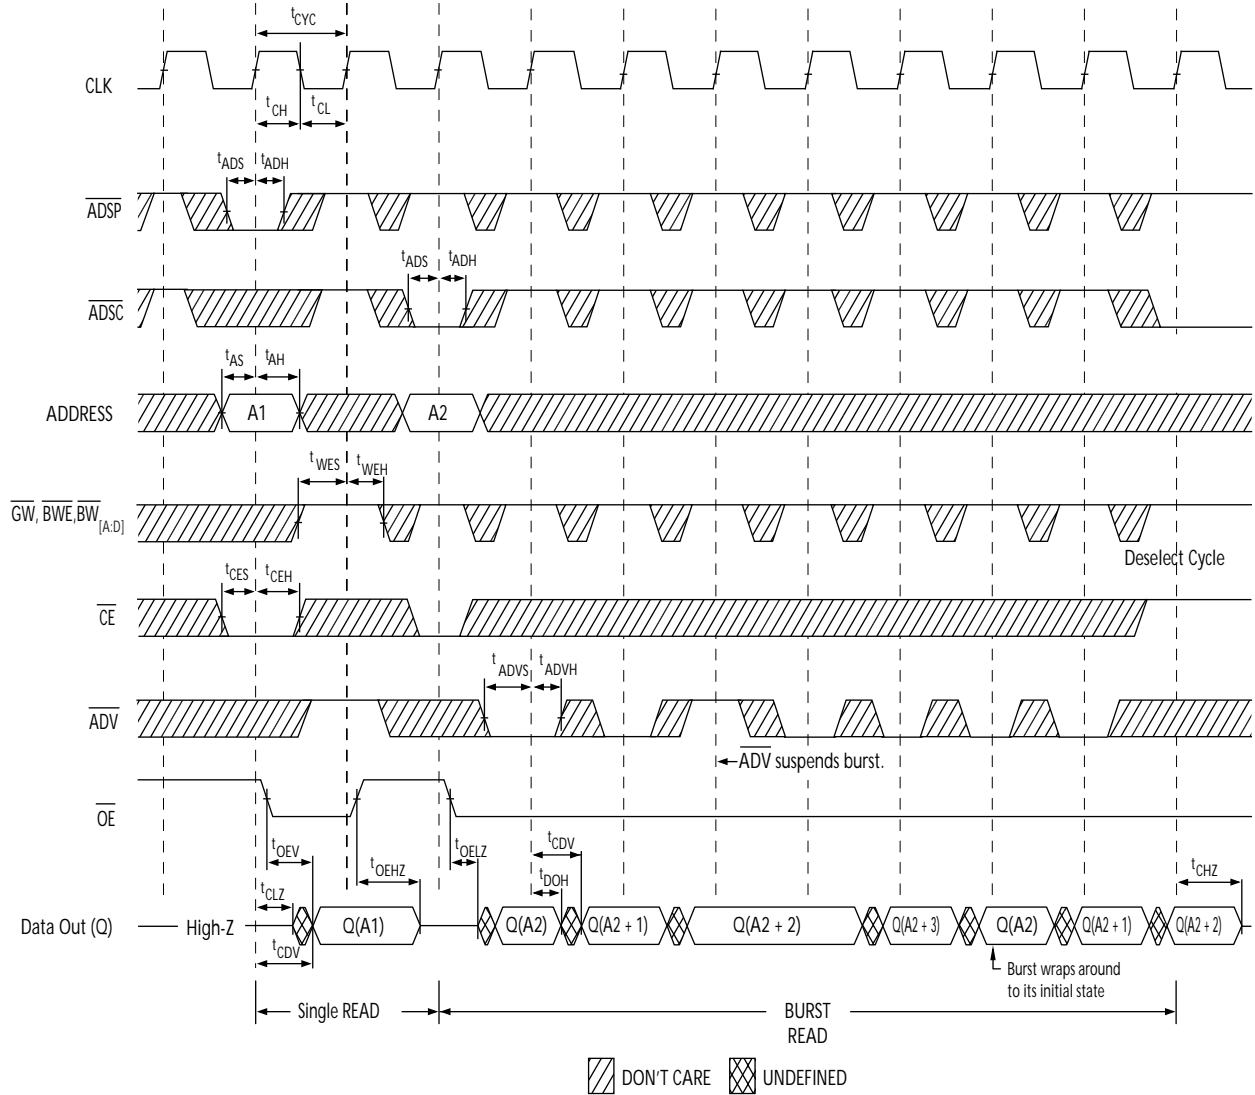 tCYC
CLK
tCH
tCL
tADS
tADH
ADSP
tADS
tADH
ADSC
tAS
tAH
ADDRESS
A1
A2
tWES
tWEH
GW, BWE,BW[A:D]
Deselect Cycle
tCES
tCEH
CE
tADVS
tADVH
ADV
ADV suspends burst.
OE
tOEV
tOEHZ
tOELZ
tCDV
tCHZ
tCLZ
tDOH
Data Out (Q)
High-Z
Q(A1)
Q(A2)
Q(A2 + 1)
Q(A2 + 2)
Q(A2 + 3)
Q(A2)
Q(A2 + 1)
Q(A2 + 2)
tCDV
Burst wraps around
to its initial state
Single READ
BURST
READ
DON'T CARE
UNDEFINED